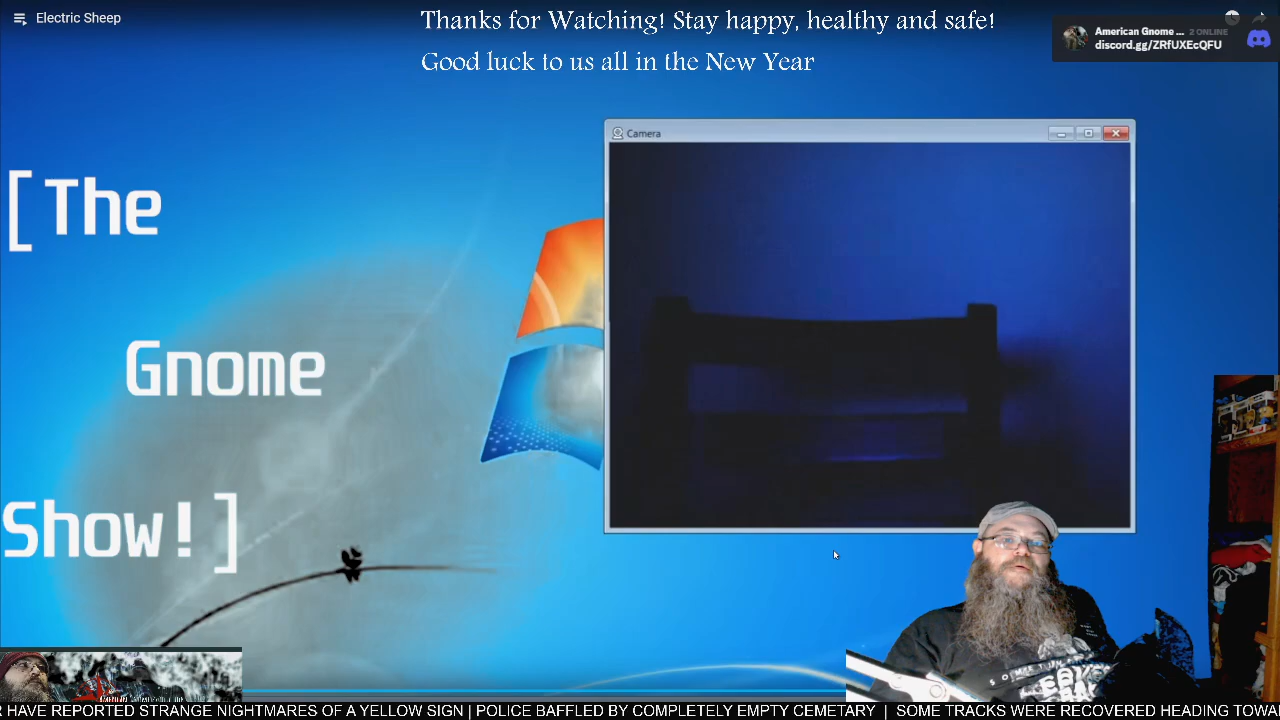 Electric Sheep
Thanks for Watching! Stay happy, healthy and safe!
Good luck to us all in the New Year
American Gnome ... 2 ONLINE
discord.gg/ZRfUXEcQFU
Camera
[The
Gnome
Show!]
HAVE REPORTED STRANGE NIGHTMARES OF A YELLOW SIGN | POLICE BAFFLED BY COMPLETELY EMPTY CEMETARY | SOME TRACKS WERE RECOVERED HEADING TOWA